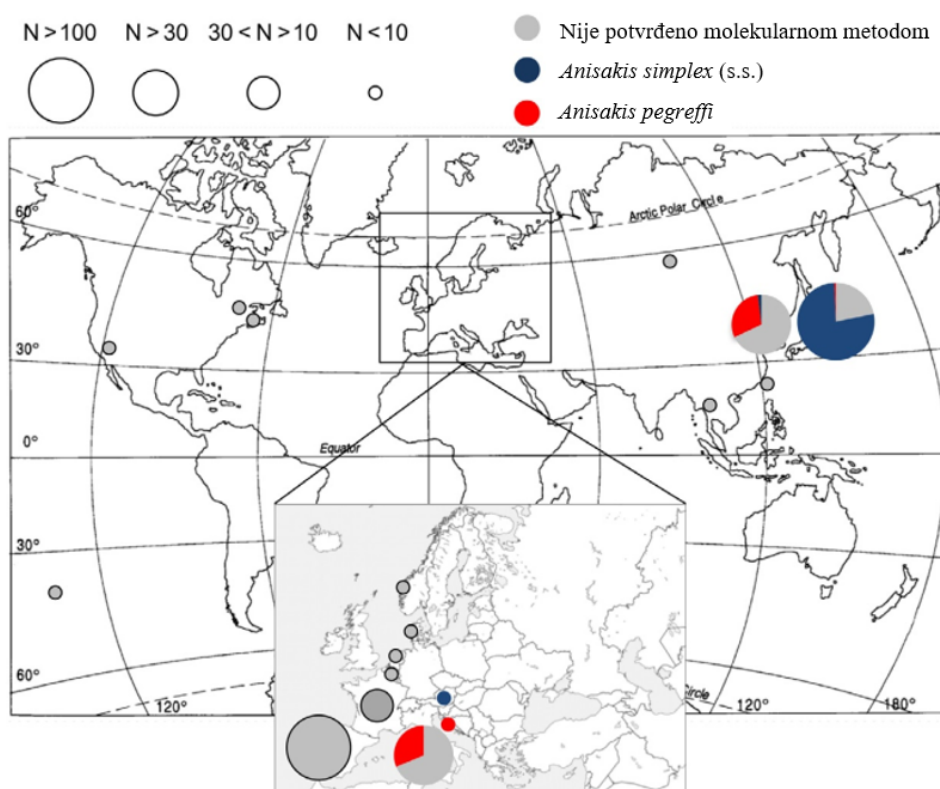 N > 100 N > 30 30 < N > 10 N < 10
Nije potvrđeno molekularnom metodom
Anisakis simplex (s.s.)
Anisakis pegreffi
60°
Arctic Polar Circle
30°
0°
Equator
30°
60°
120°
120°
180°